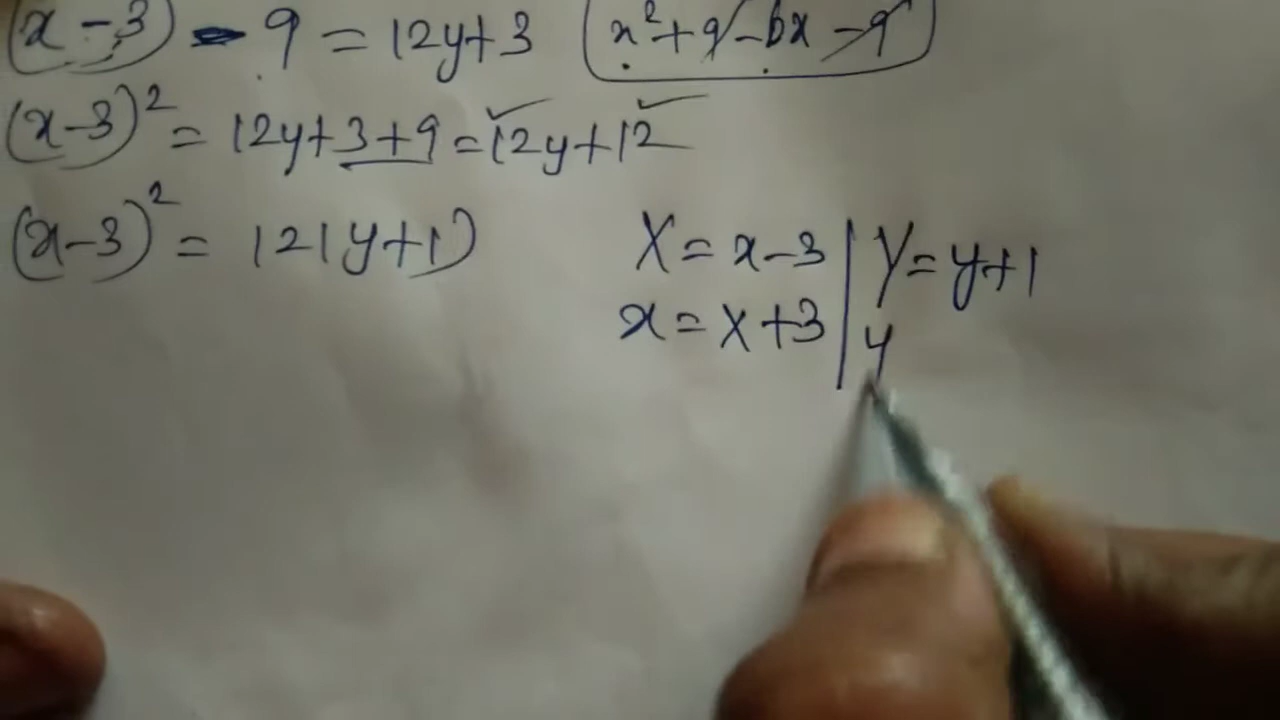 (x-3) - 9 = 12y+3 (x²+9-6x-9
(x-3)² = 12y+3+9=12y+12
(x-3)² = 12(y+1)
X = x-3 | Y = y+1
x = X+3 | y